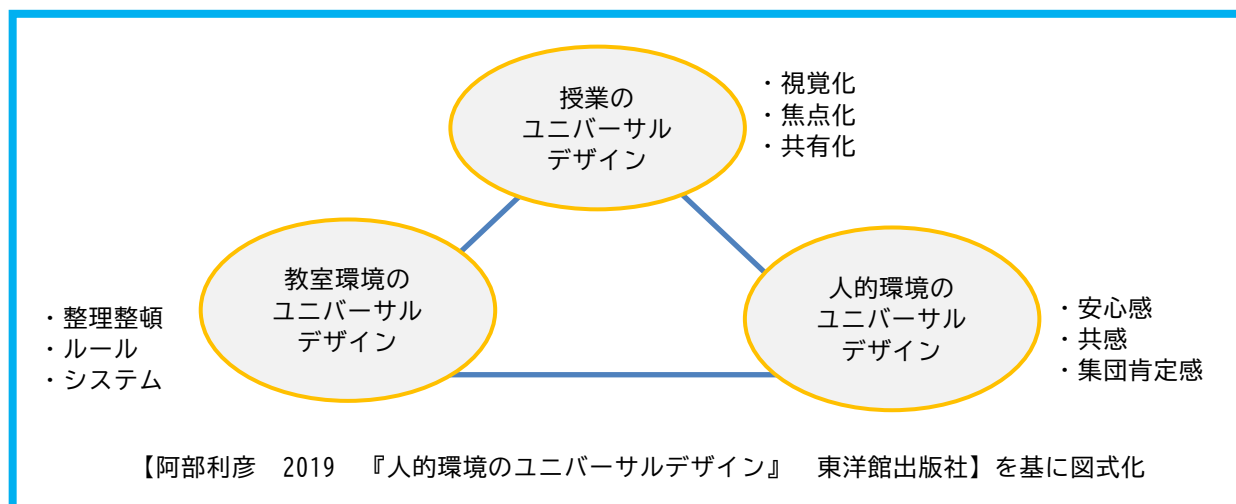 授業の
ユニバーサル
デザイン
・視覚化
・焦点化
・共有化
教室環境の
ユニバーサル
デザイン
・整理整頓
・ルール
・システム
人的環境の
ユニバーサル
デザイン
・安心感
・共感
・集団肯定感
【阿部利彦　2019　『人的環境のユニバーサルデザイン』　東洋館出版社】を基に図式化